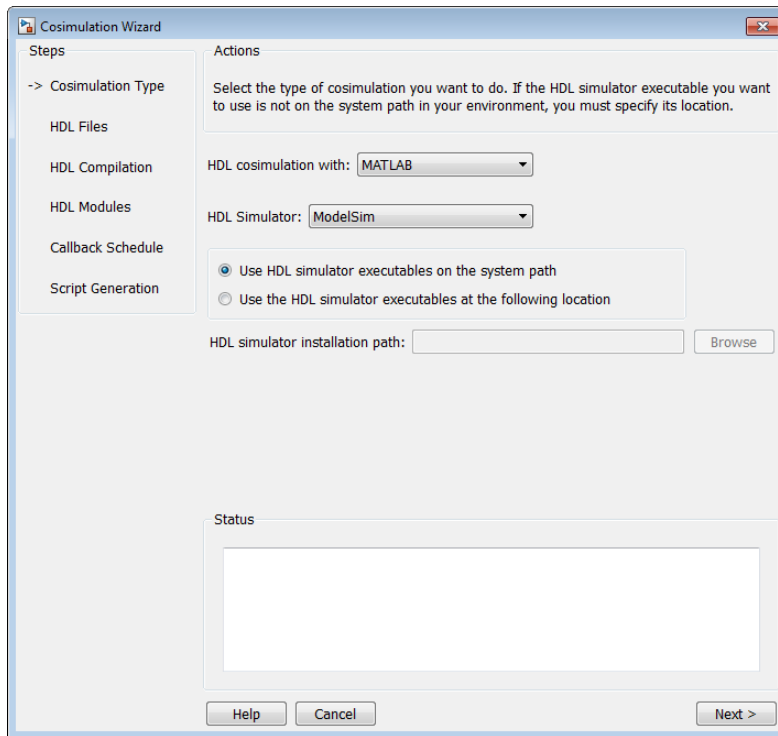 Cosimulation Wizard
Steps
-> Cosimulation Type
HDL Files
HDL Compilation
HDL Modules
Callback Schedule
Script Generation
Actions
Select the type of cosimulation you want to do. If the HDL simulator executable you want
to use is not on the system path in your environment, you must specify its location.
HDL cosimulation with: MATLAB
HDL Simulator: ModelSim
Use HDL simulator executables on the system path
Use the HDL simulator executables at the following location
HDL simulator installation path: Browse
Status
Help Cancel Next >